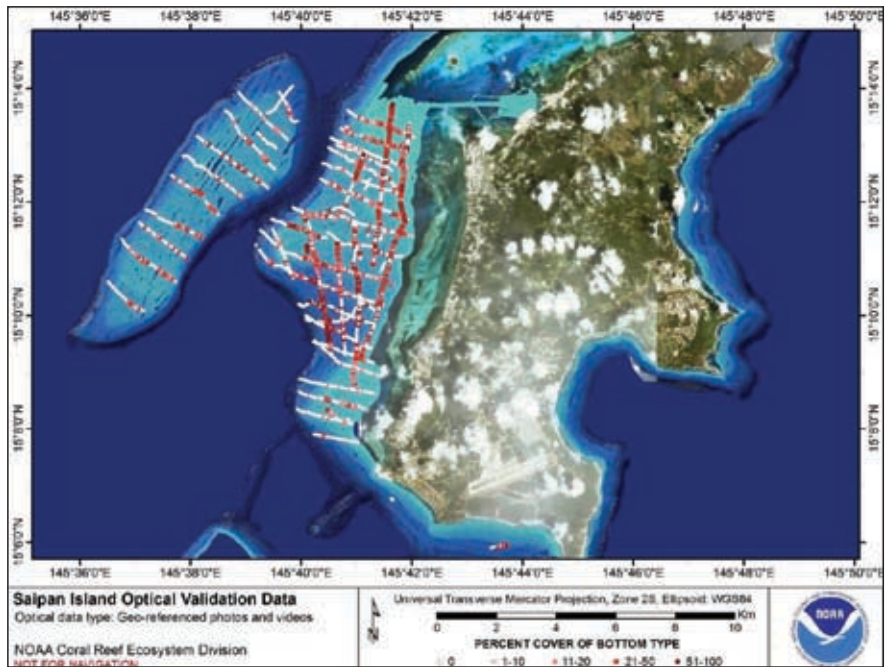 145°36'0"E 145°38'0"E 145°40'0"E 145°42'0"E 145°44'0"E 145°46'0"E 145°48'0"E 145°50'0"E
15°14'0"N 15°14'0"N
15°12'0"N 15°12'0"N
15°10'0"N 15°10'0"N
15°8'0"N 15°8'0"N
15°6'0"N 15°6'0"N
145°36'0"E 145°38'0"E 145°40'0"E 145°42'0"E 145°44'0"E 145°46'0"E 145°48'0"E 145°50'0"E
Saipan Island Optical Validation Data
Optical data type: Geo-referenced photos and videos
NOAA Coral Reef Ecosystem Division
NOT FOR NAVIGATION
N
Universal Transverse Mercator Projection, Zone 28, Ellipsoid: WGS84
Km
0 2 4 6 8 10
PERCENT COVER OF BOTTOM TYPE
0 1-10 11-20 21-50 51-100
NOAA